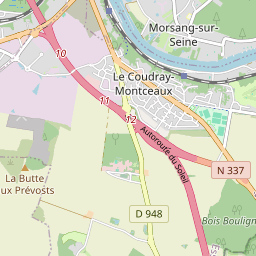 Morsang-sur-
Seine
10
Le Coudray-
Montceaux
11
12
Autoroute du Soleil
N 337
La Butte
ux Prévosts
D 948
Bois Boulign